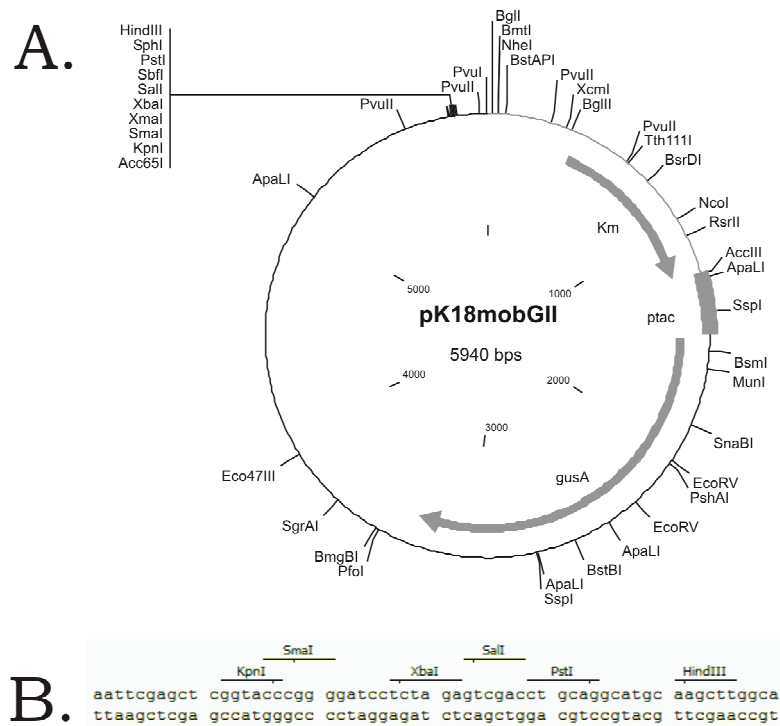 A.
HindIII
SphI
PstI
SbfI
SalI
XbaI
XmaI
SmaI
KpnI
Acc65I
PvuII
ApaLI
PvuI
PvuII
BglI
BmtI
NheI
BstAPI
PvuII
XcmI
BglII
PvuII
Tth111I
BsrDI
NcoI
RsrII
AccIII
ApaLI
SspI
BsmI
MunI
SnaBI
EcoRV
PshAI
EcoRV
ApaLI
BstBI
ApaLI
SspI
PfoI
BmgBI
SgrAI
Eco47III
I
Km
1000
5000
ptac
pK18mobGII
5940 bps
4000
2000
3000
gusA
B.
SmaI SalI
KpnI XbaI PstI HindIII
aattcgagct cggtacccgg ggatcctcta gagtcgacct gcaggcatgc aagcttggca
ttaagctcga gccatgggcc cctaggagat ctcagctgga cgtccgtacg ttcgaaccgt